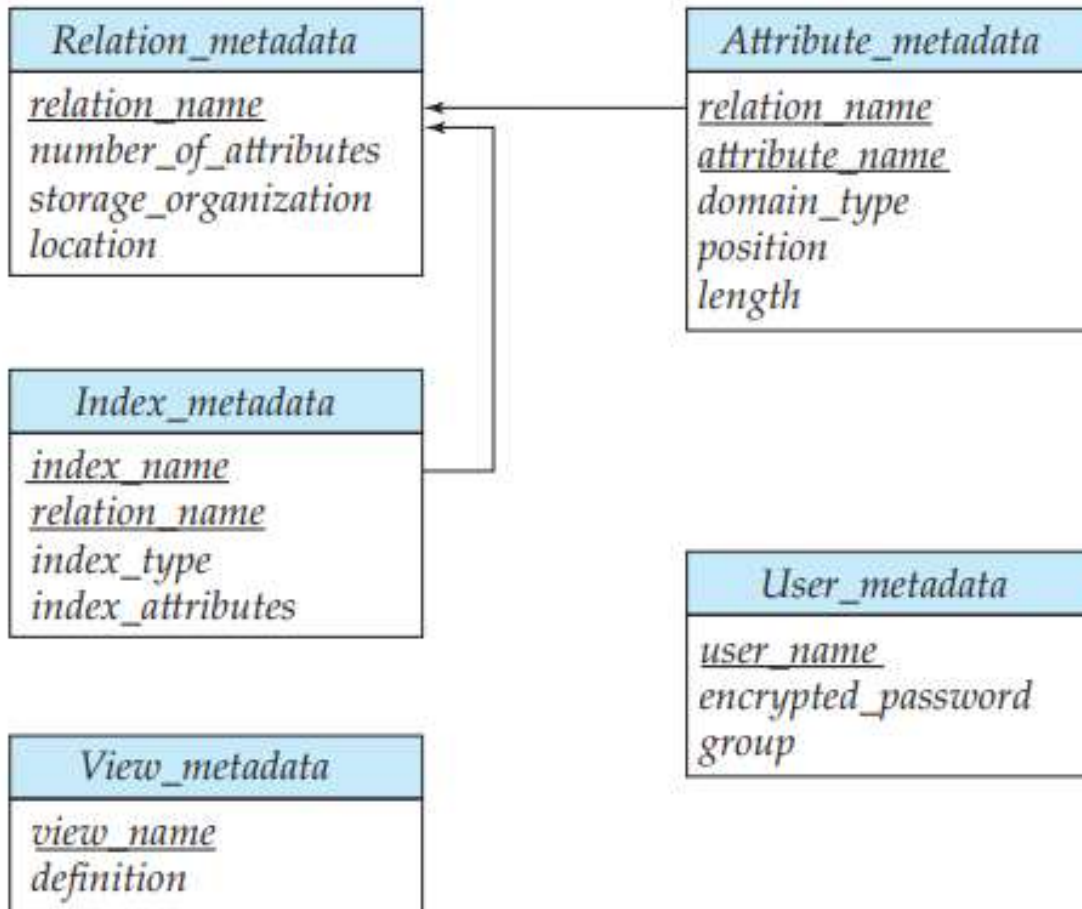 Relation_metadata
relation_name
number_of_attributes
storage_organization
location
Attribute_metadata
relation_name
attribute_name
domain_type
position
length
Index_metadata
index_name
relation_name
index_type
index_attributes
User_metadata
user_name
encrypted_password
group
View_metadata
view_name
definition